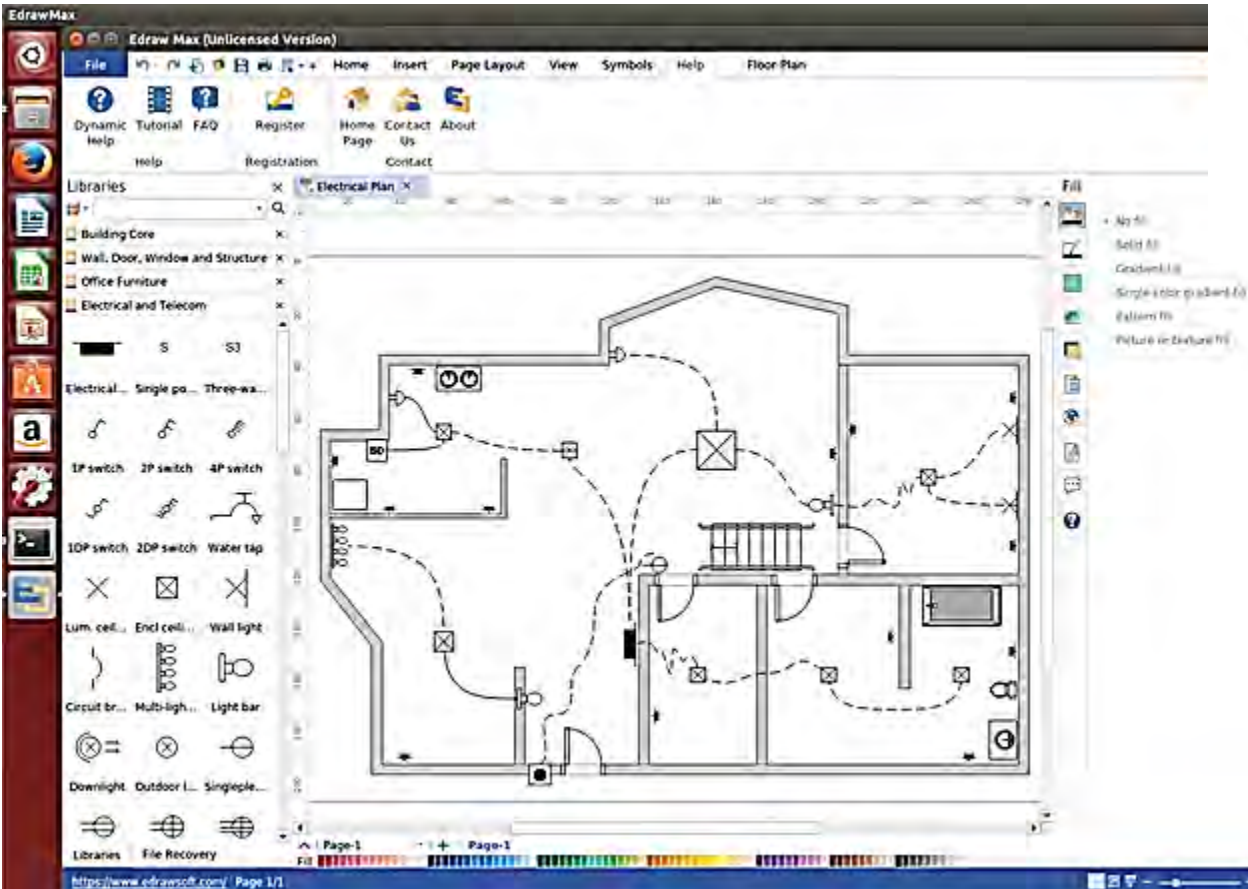 EdrawMax
Edraw Max (Unlicensed Version)
File Home Insert Page Layout View Symbols Help Floor Plan
Dynamic Help Tutorial FAQ Register Home Page Contact Us About
Help Registration Contact
Libraries
Electrical Plan
Fill
Building Core
Wall, Door, Window and Structure
Office Furniture
Electrical and Telecom
No fill
Solid fill
Gradient fill
Single color gradient fill
Pattern fill
Picture or texture fill
S S3
Electrical... Single po... Three-wa...
1P switch 2P switch 4P switch
1OP switch 2DP switch Water tap
Lum. ceil... Encl ceili... Wall light
Circuit br... Multi-ligh... Light bar
Downlight Outdoor l... Singleple...
a
SD
Libraries File Recovery
Page-1 Page-1
Fill
https://www.edrawsoft.com/ Page 1/1